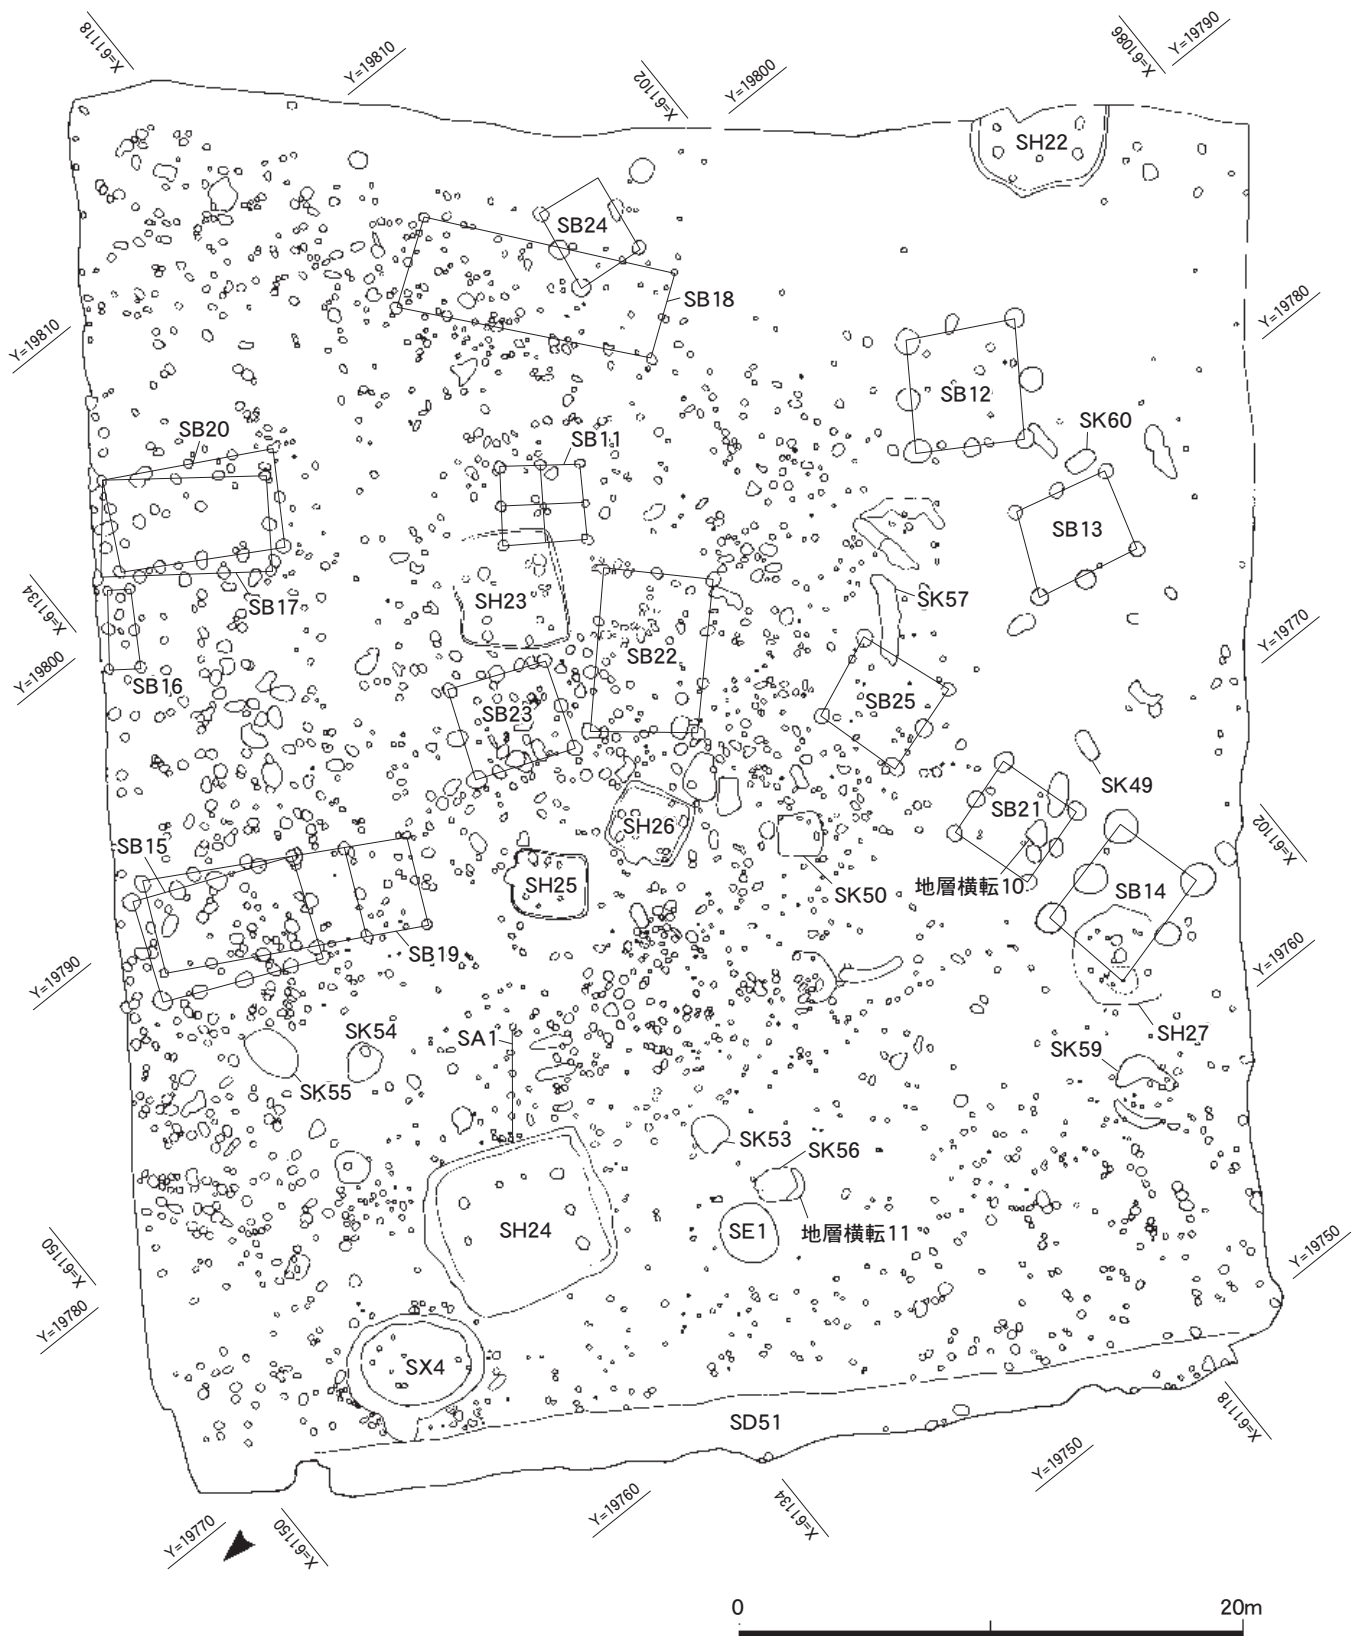 X=61118
Y=19810
X=61102
Y=19800
X=61086
Y=19790
SH22
SB24
SB18
Y=19780
Y=19810
SB12
SB20
SB11
SK60
SB13
X=61134
SB17
SH23
SK57
Y=19770
Y=19800
SB16
SB22
SB23
SB25
SK49
SB21
SH26
X=61102
SB15
SH25
SK50
地層横転10
SB14
Y=19790
SB19
Y=19760
SK54
SA1
SH27
SK59
SK55
SK53
SK56
SH24
SE1
地層横転11
X=61150
Y=19750
Y=19780
SX4
SD51
X=61118
Y=19750
Y=19760
X=61134
Y=19770
X=61150
0
20m